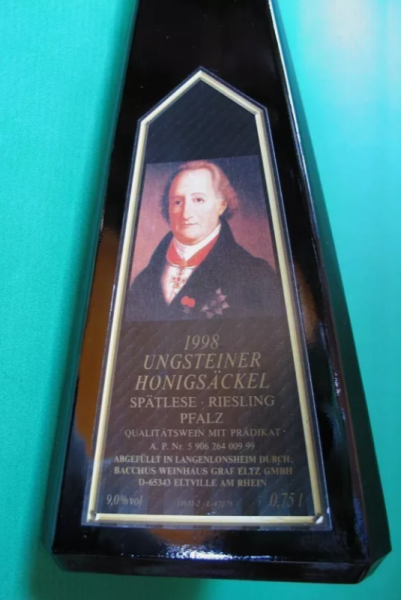 1998
UNGSTEINER
HONIGSÄCKEL
SPÄTLESE · RIESLING
PFALZ
QUALITÄTSWEIN MIT PRÄDIKAT ·
A. P. Nr. 5 906 264 009 99
ABGEFÜLLT IN LANGENLONSHEIM DURCH:
BACCHUS WEINHAUS GRAF ELTZ GMBH
D-65343 ELTVILLE AM RHEIN
9,0% vol 0,75 l